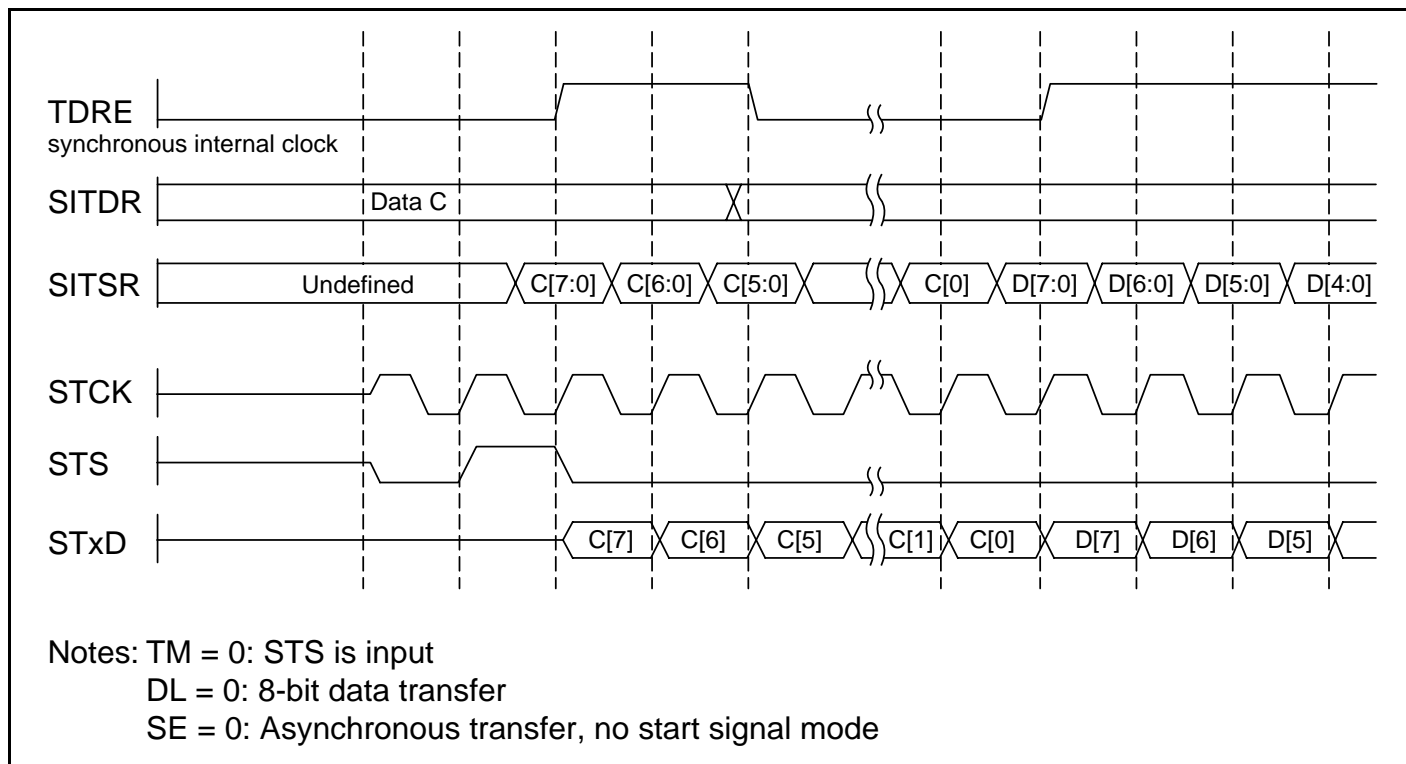 TDRE
synchronous internal clock
SITDR Data C
SITSR Undefined C[7:0] C[6:0] C[5:0] C[0] D[7:0] D[6:0] D[5:0] D[4:0]
STCK
STS
STxD C[7] C[6] C[5] C[1] C[0] D[7] D[6] D[5]
Notes: TM = 0: STS is input
DL = 0: 8-bit data transfer
SE = 0: Asynchronous transfer, no start signal mode